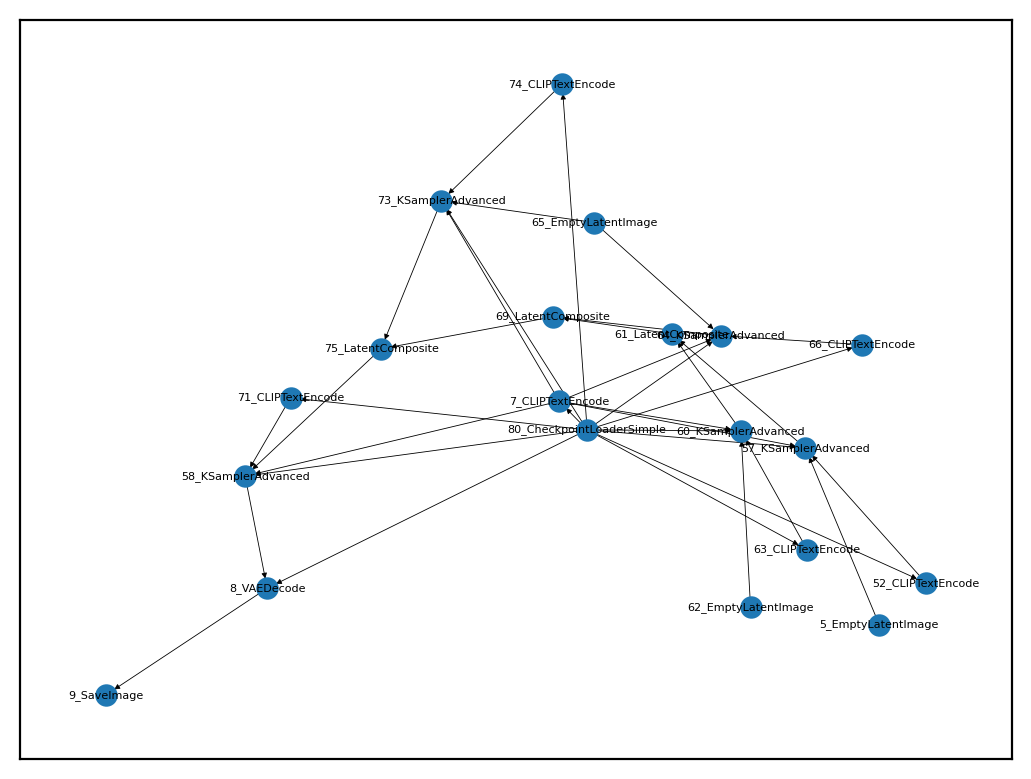 74_CLIPTextEncode
73_KSamplerAdvanced
65_EmptyLatentImage
69_LatentComposite
61_LatentComposite
64_KSamplerAdvanced
66_CLIPTextEncode
75_LatentComposite
71_CLIPTextEncode
7_CLIPTextEncode
80_CheckpointLoaderSimple
60_KSamplerAdvanced
57_KSamplerAdvanced
58_KSamplerAdvanced
63_CLIPTextEncode
52_CLIPTextEncode
8_VAEDecode
62_EmptyLatentImage
5_EmptyLatentImage
9_SaveImage